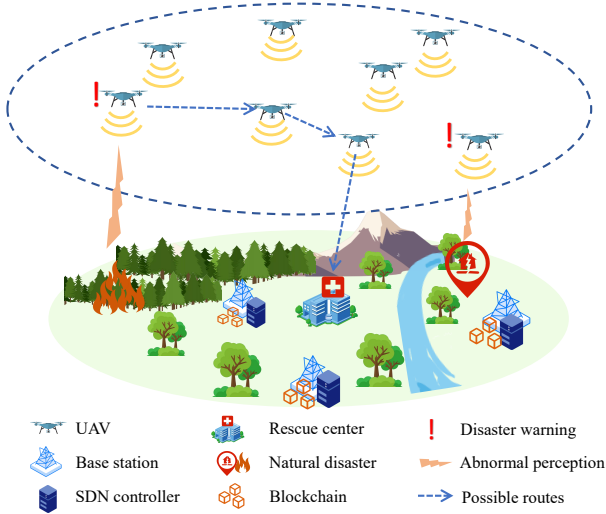 UAV
Rescue center
Disaster warning
Base station
Natural disaster
Abnormal perception
SDN controller
Blockchain
Possible routes